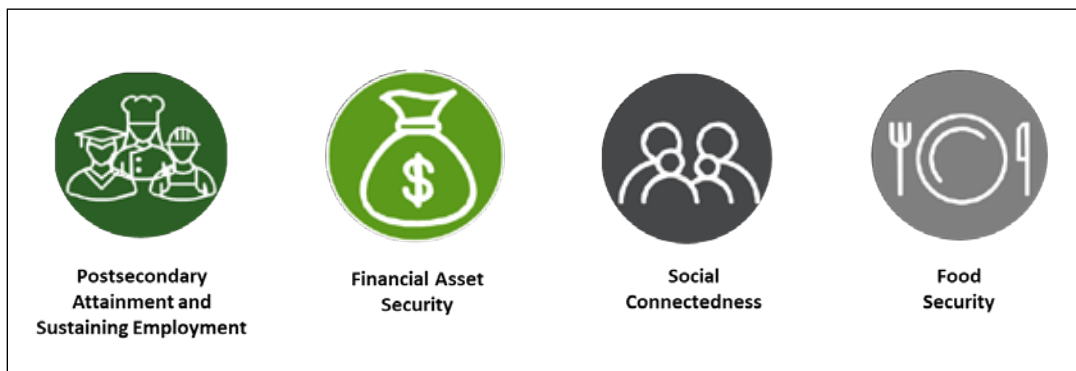 $
Postsecondary
Attainment and
Sustaining Employment
Financial Asset
Security
Social
Connectedness
Food
Security